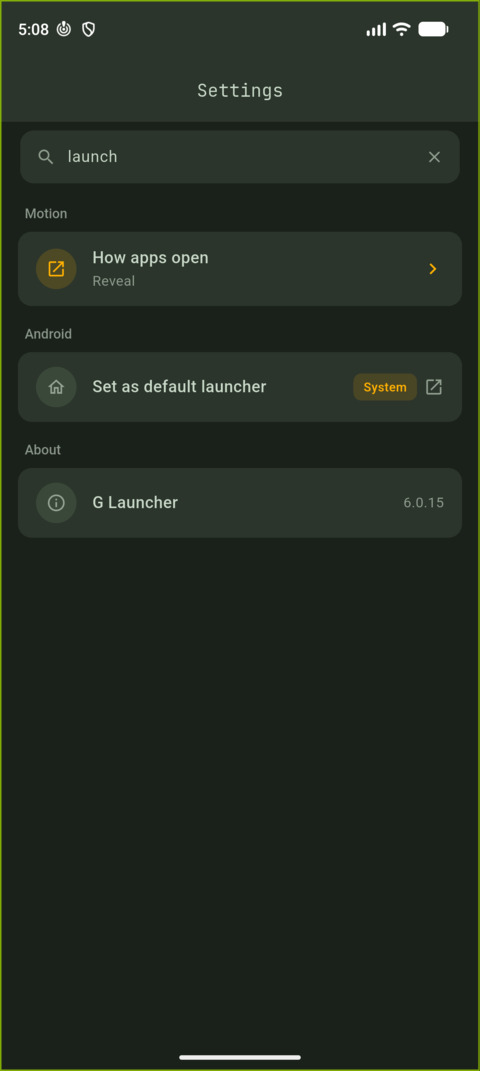 5:08
Settings
launch
Motion
How apps open
Reveal
Android
Set as default launcher
System
About
G Launcher
6.0.15